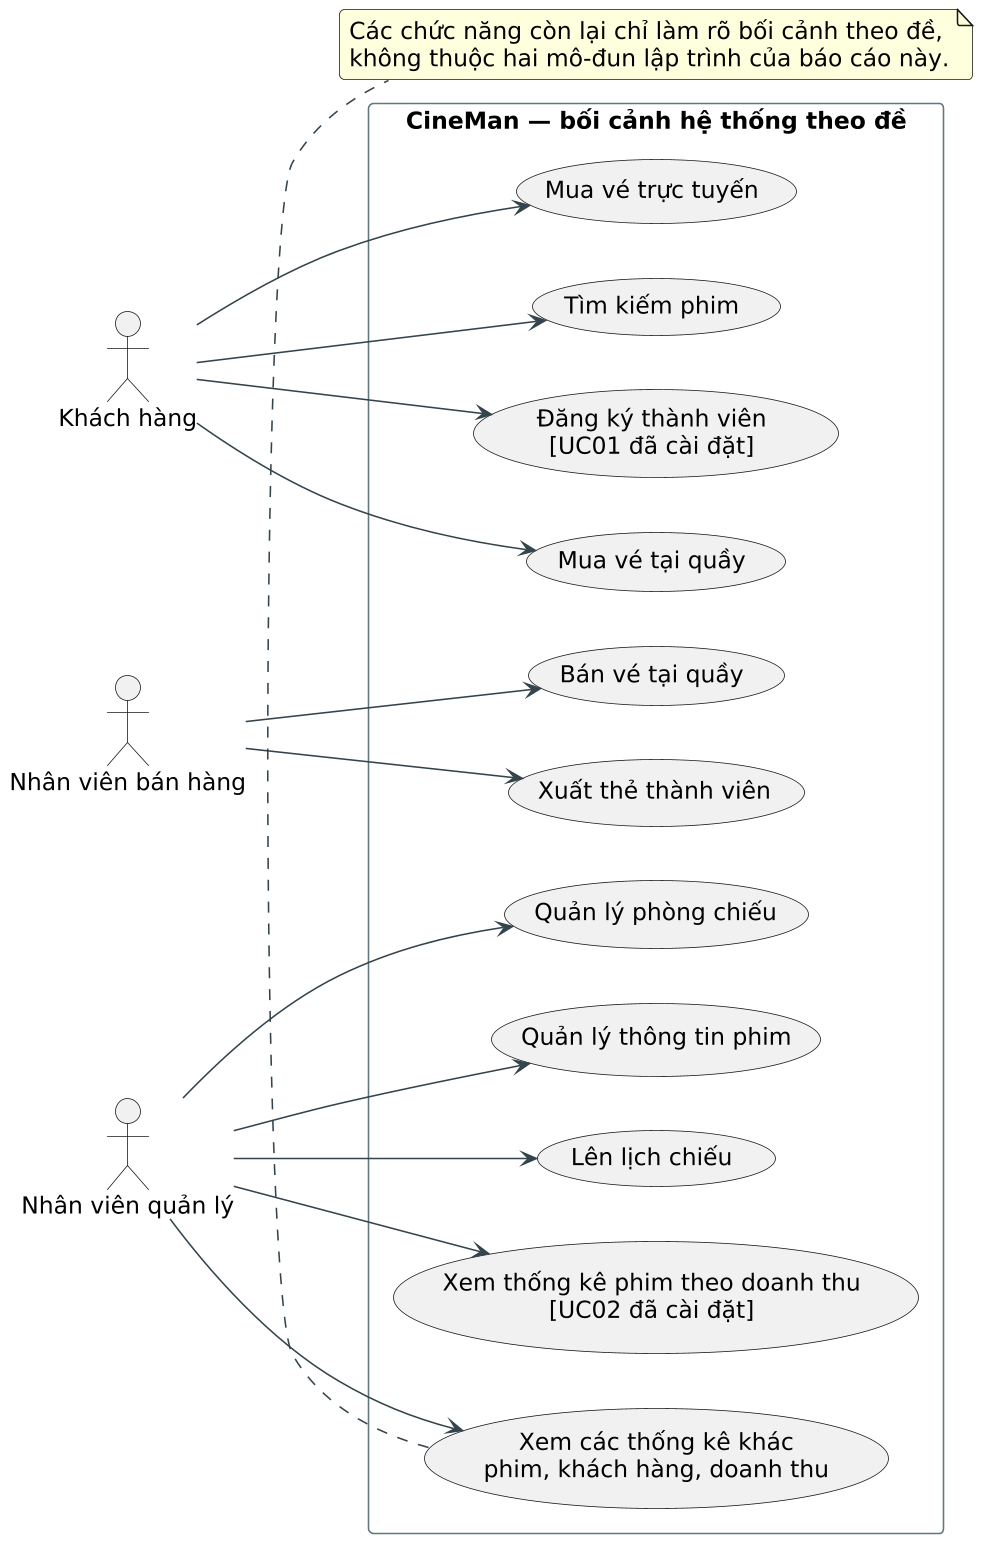 Các chức năng còn lại chỉ làm rõ bối cảnh theo đề,
không thuộc hai mô-đun lập trình của báo cáo này.
CineMan — bối cảnh hệ thống theo đề
Mua vé trực tuyến
Tìm kiếm phim
Khách hàng
Đăng ký thành viên
[UC01 đã cài đặt]
Mua vé tại quầy
Bán vé tại quầy
Nhân viên bán hàng
Xuất thẻ thành viên
Quản lý phòng chiếu
Quản lý thông tin phim
Lên lịch chiếu
Nhân viên quản lý
Xem thống kê phim theo doanh thu
[UC02 đã cài đặt]
Xem các thống kê khác
phim, khách hàng, doanh thu